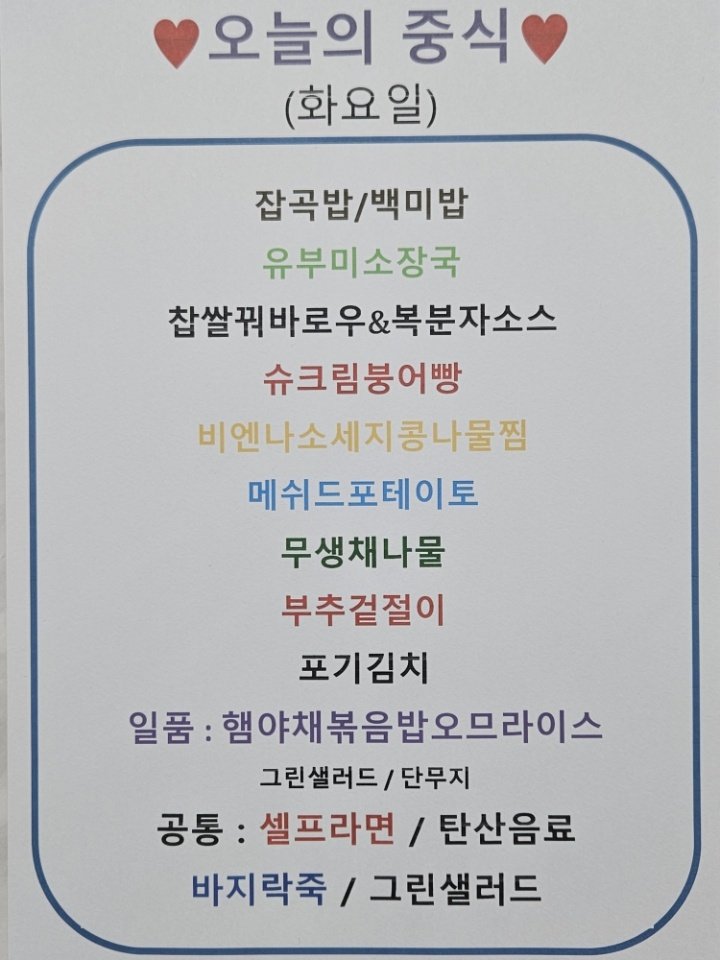 ♥오늘의 중식♥
(화요일)
잡곡밥/백미밥
유부미소장국
찹쌀꿔바로우&복분자소스
슈크림붕어빵
비엔나소세지콩나물찜
메쉬드포테이토
무생채나물
부추겉절이
포기김치
일품 : 햄야채볶음밥오므라이스
그린샐러드 / 단무지
공통 : 셀프라면 / 탄산음료
바지락죽 / 그린샐러드